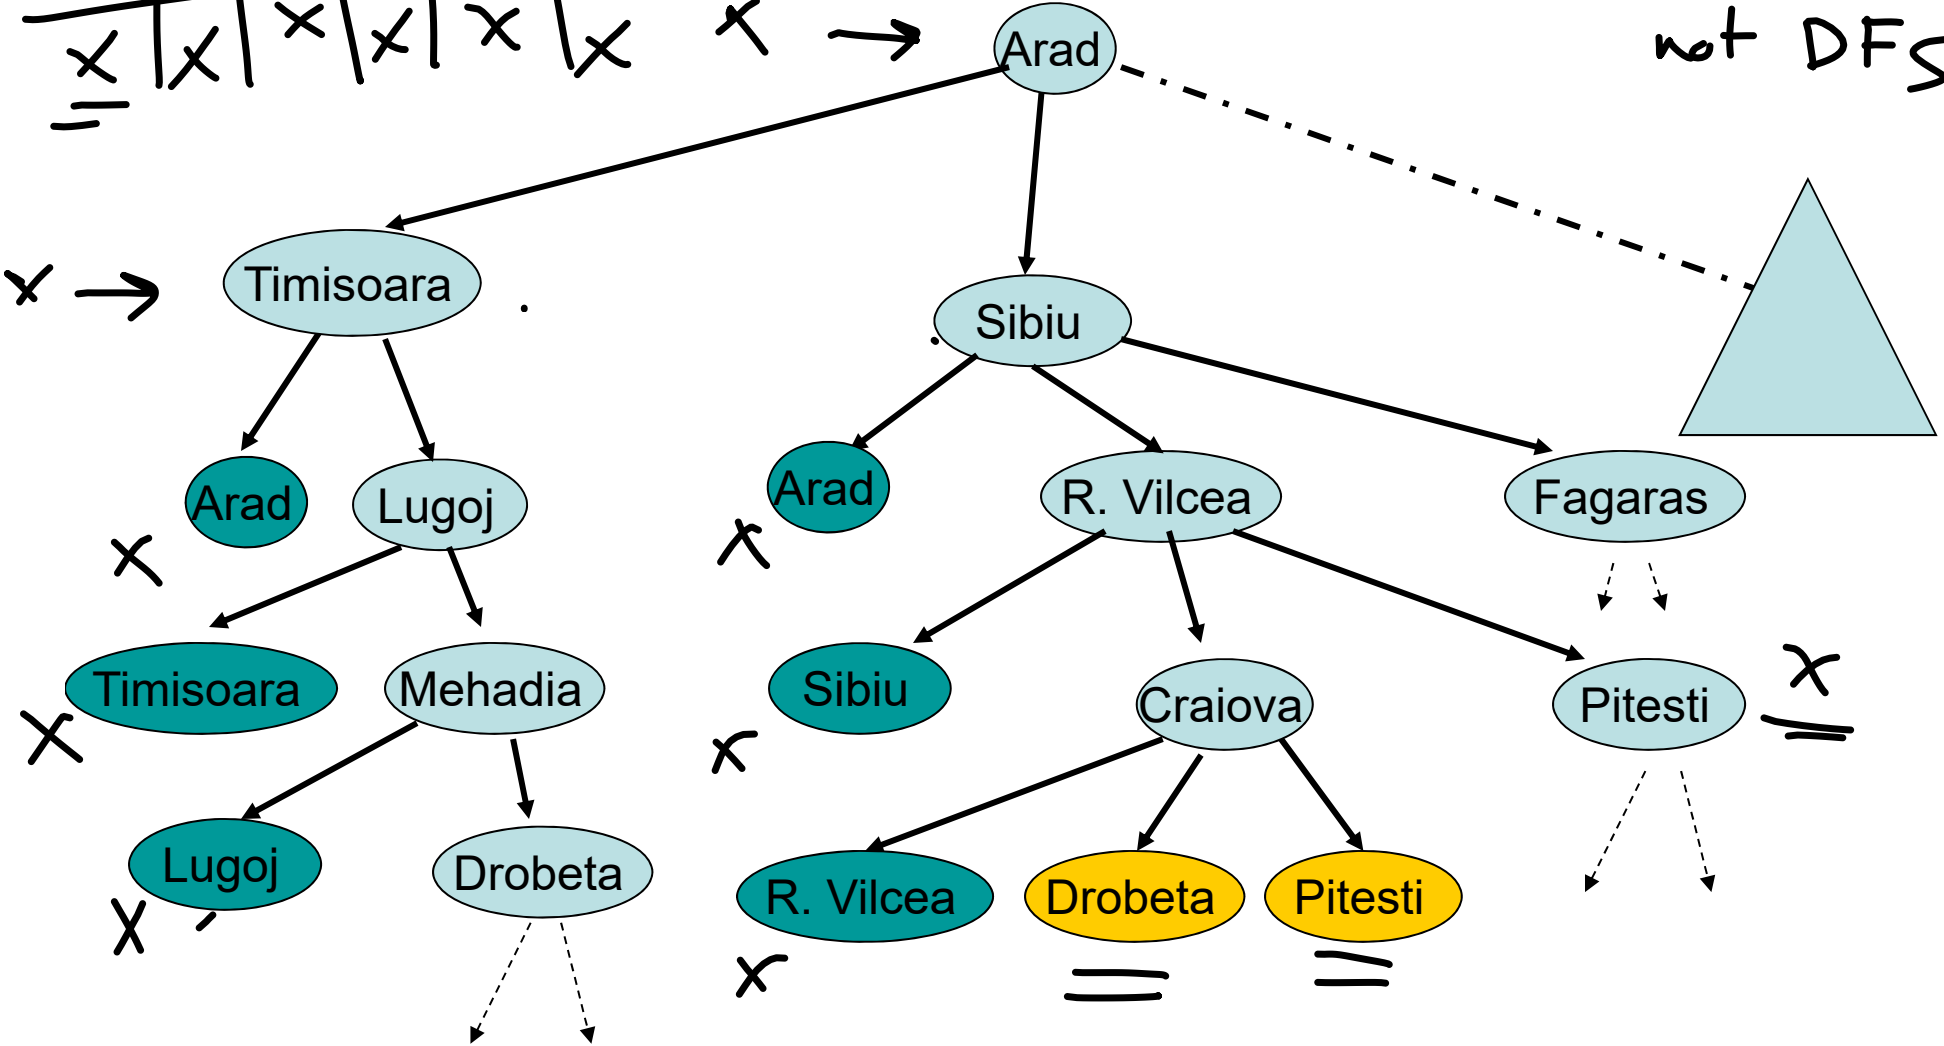 x | x | x | x | x | x x → Arad not DFS
x → Timisoara Sibiu
Arad Lugoj Arad R. Vilcea Fagaras
x x
Timisoara Mehadia Sibiu Craiova Pitesti x
x x
Lugoj Drobeta R. Vilcea Drobeta Pitesti
x x